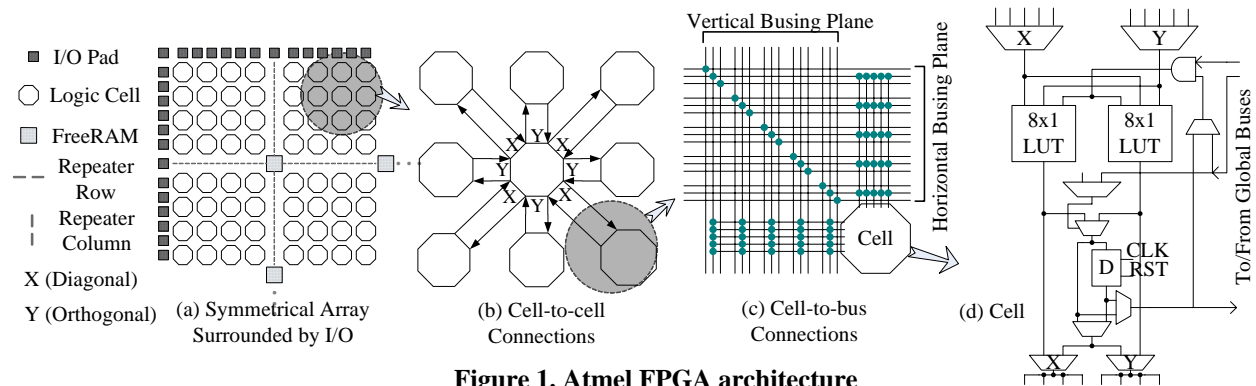 I/O Pad
Logic Cell
FreeRAM
Repeater
Row
Repeater
Column
X (Diagonal)
Y (Orthogonal)
(a) Symmetrical Array
Surrounded by I/O
X
Y
X
Y
Y
X
Y
X
(b) Cell-to-cell
Connections
Vertical Busing Plane
Horizontal Busing Plane
Cell
(c) Cell-to-bus
Connections
X
Y
8x1
LUT
8x1
LUT
D
CLK
RST
X
Y
To/From Global Buses
(d) Cell
Figure 1. Atmel FPGA architecture